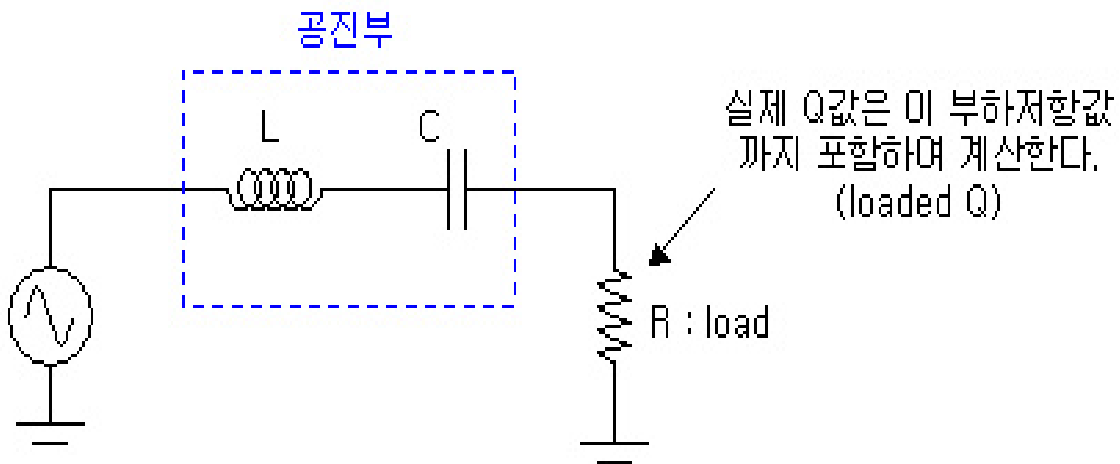 공진부
L
C
실제 Q값은 이 부하저항값
까지 포함하여 계산한다.
(loaded Q)
R : load